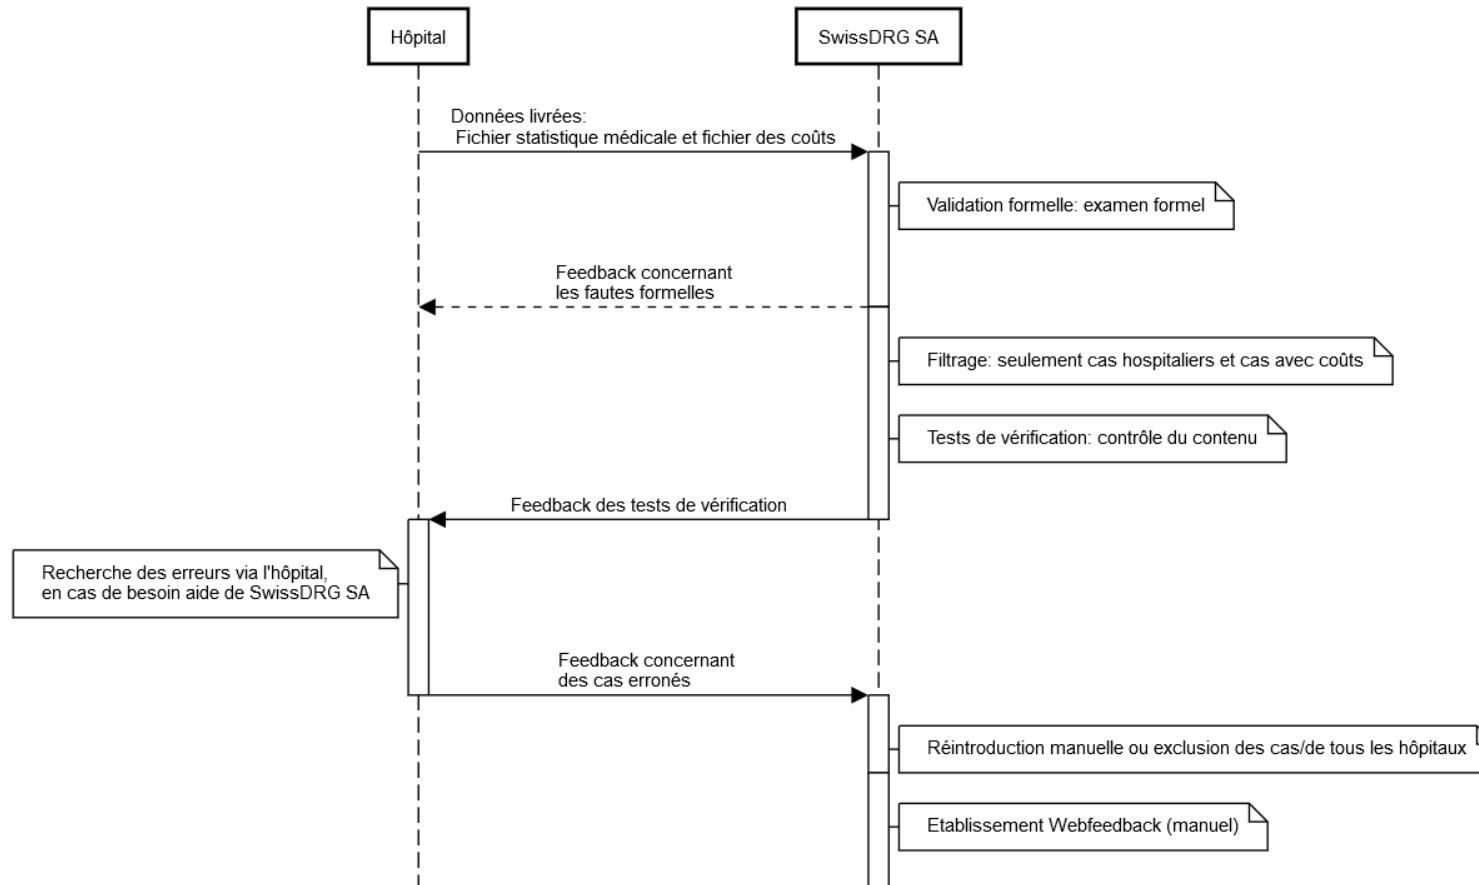 Hôpital
SwissDRG SA
Données livrées:
Fichier statistique médicale et fichier des coûts
Validation formelle: examen formel
Feedback concernant
les fautes formelles
Filtrage: seulement cas hospitaliers et cas avec coûts
Tests de vérification: contrôle du contenu
Feedback des tests de vérification
Recherche des erreurs via l'hôpital,
en cas de besoin aide de SwissDRG SA
Feedback concernant
des cas erronés
Réintroduction manuelle ou exclusion des cas/de tous les hôpitaux
Etablissement Webfeedback (manuel)